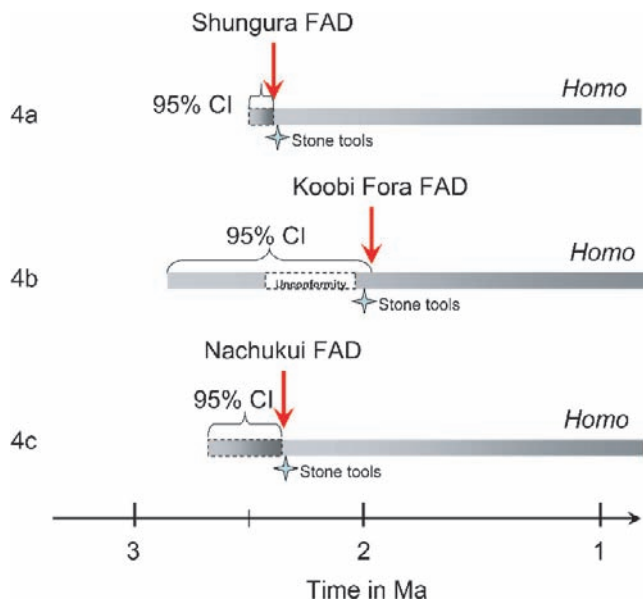 Shungura FAD
95% CI
Homo
4a
Stone tools
Koobi Fora FAD
95% CI
Homo
4b
Unconformity
Stone tools
Nachukui FAD
95% CI
Homo
4c
Stone tools
3
2
1
Time in Ma